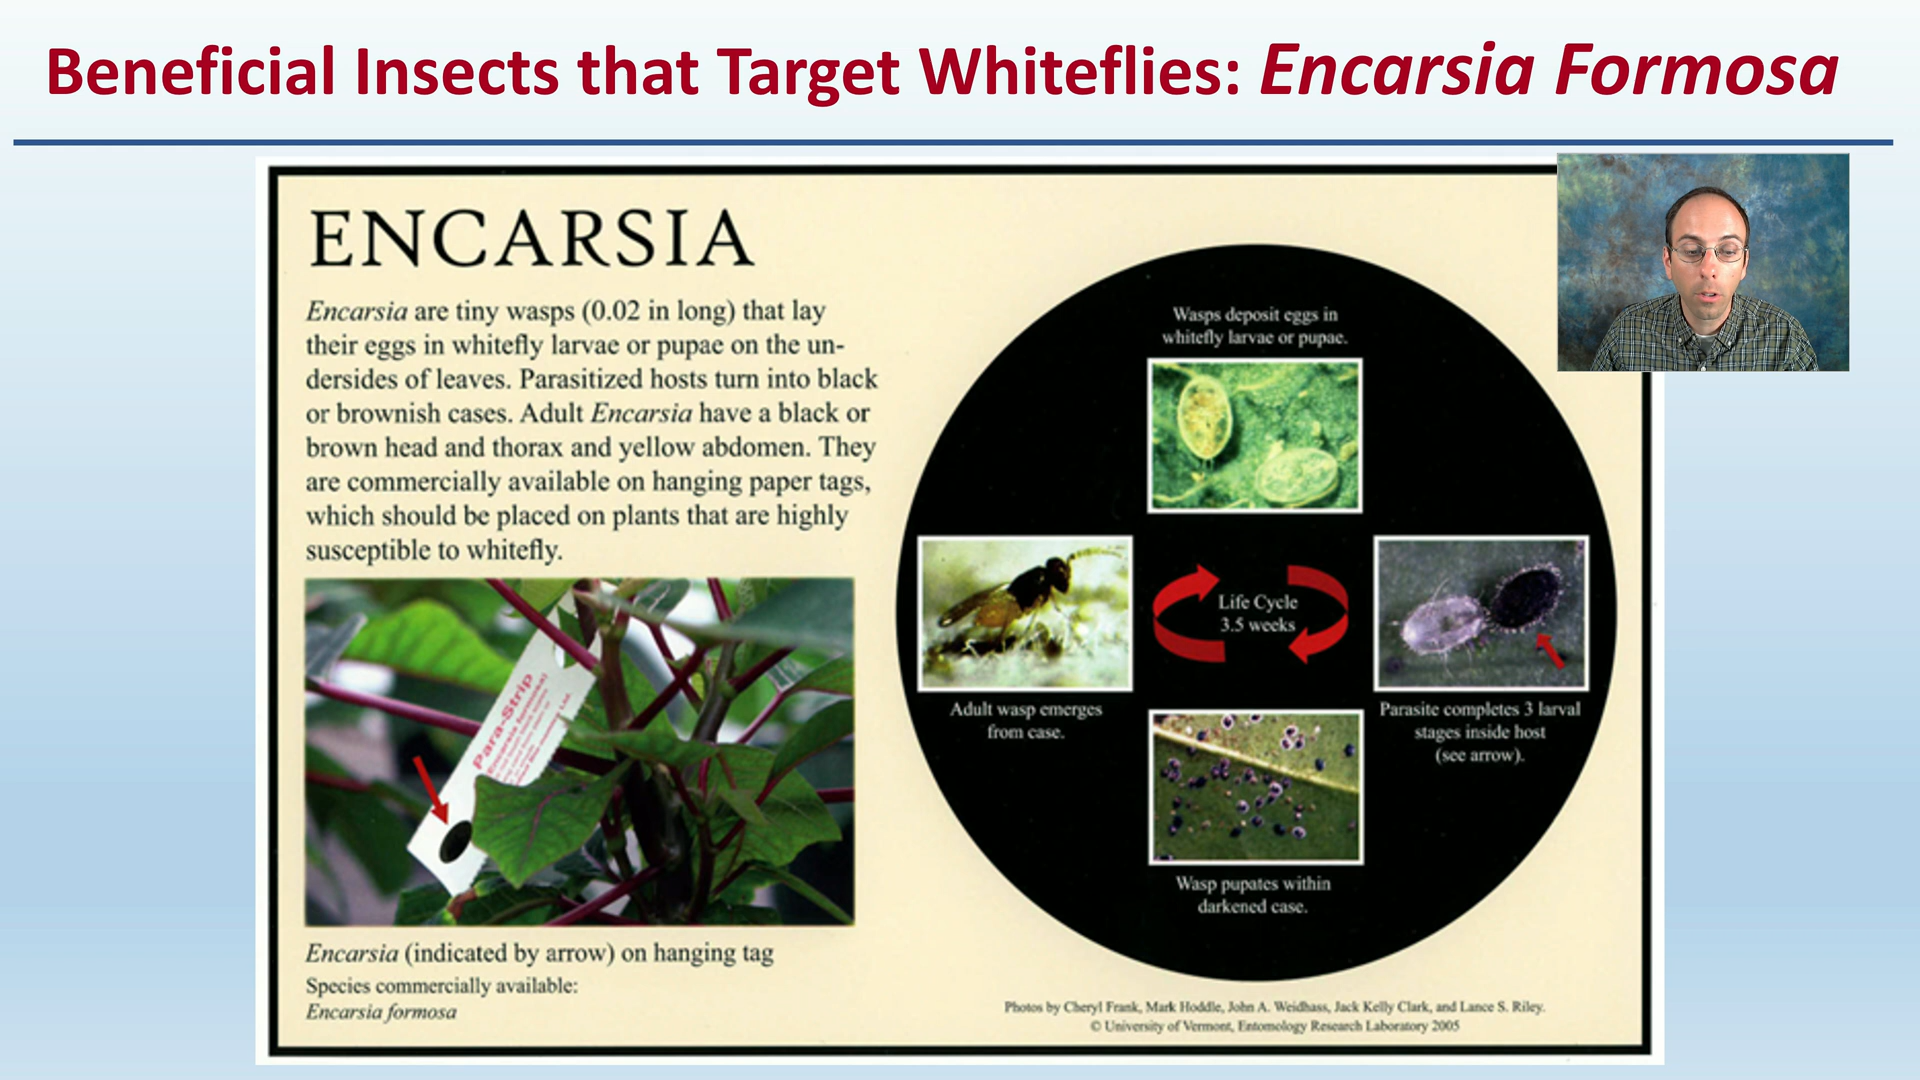 Beneficial Insects that Target Whiteflies: Encarsia Formosa
ENCARSIA
Encarsia are tiny wasps (0.02 in long) that lay
their eggs in whitefly larvae or pupae on the un-
dersides of leaves. Parasitized hosts turn into black
or brownish cases. Adult Encarsia have a black or
brown head and thorax and yellow abdomen. They
are commercially available on hanging paper tags,
which should be placed on plants that are highly
susceptible to whitefly.
Para-Strip
Encarsia (indicated by arrow) on hanging tag
Species commercially available:
Encarsia formosa
Wasps deposit eggs in
whitefly larvae or pupae.
Life Cycle
3.5 weeks
Parasite completes 3 larval
stages inside host
(see arrow).
Wasp pupates within
darkened case.
Adult wasp emerges
from case.
Photos by Cheryl Frank, Mark Hoddle, John A. Weidhass, Jack Kelly Clark, and Lance S. Riley.
© University of Vermont, Entomology Research Laboratory 2005